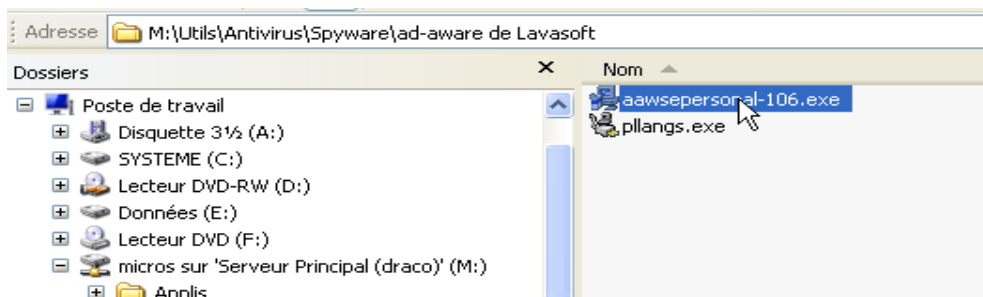 Adresse M:\Utils\Antivirus\Spyware\ad-aware de Lavasoft
Dossiers
Poste de travail
Disquette 3½ (A:)
SYSTEME (C:)
Lecteur DVD-RW (D:)
Données (E:)
Lecteur DVD (F:)
micros sur 'Serveur Principal (draco)' (M:)
Applis
Nom
aawsepersonal-106.exe
pllangs.exe